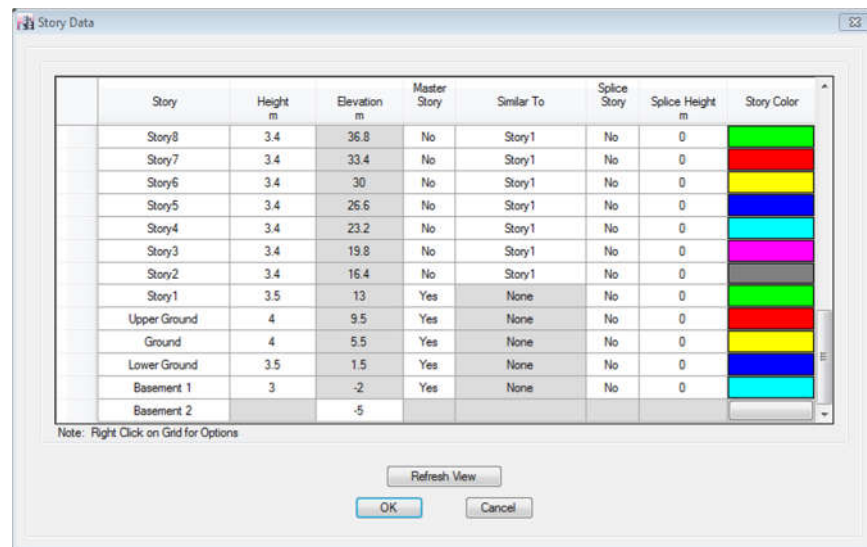 Story Data
Master Splice
Story Height Elevation Story Similar To Story Splice Height Story Color
m m m
Story8 3.4 36.8 No Story1 No 0
Story7 3.4 33.4 No Story1 No 0
Story6 3.4 30 No Story1 No 0
Story5 3.4 26.6 No Story1 No 0
Story4 3.4 23.2 No Story1 No 0
Story3 3.4 19.8 No Story1 No 0
Story2 3.4 16.4 No Story1 No 0
Story1 3.5 13 Yes None No 0
Upper Ground 4 9.5 Yes None No 0
Ground 4 5.5 Yes None No 0
Lower Ground 3.5 1.5 Yes None No 0
Basement 1 3 -2 Yes None No 0
Basement 2 -5
Note: Right Click on Grid for Options
Refresh View
OK Cancel